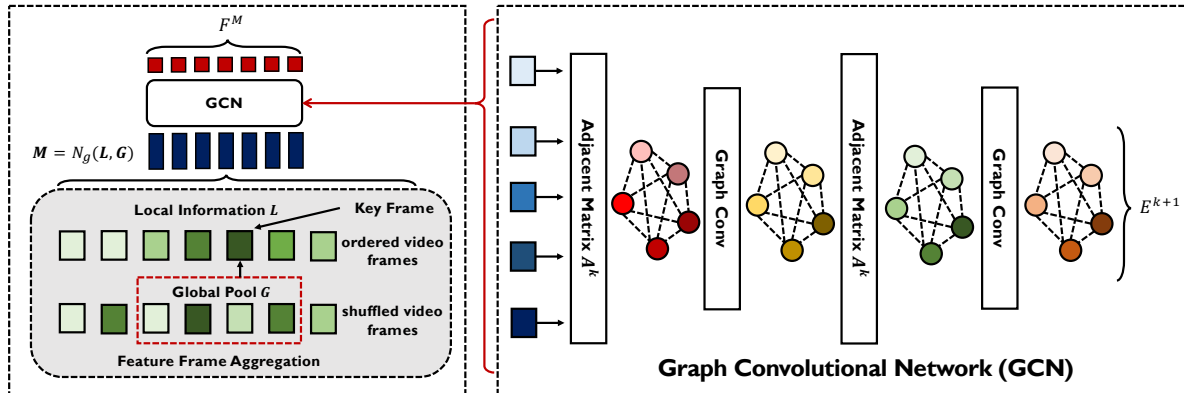 F^M
GCN
M = N_g(L, G)
Local Information L
Key Frame
ordered video
frames
Global Pool G
shuffled video
frames
Feature Frame Aggregation
Adjacent Matrix A^k
Graph Conv
Adjacent Matrix A^k
Graph Conv
E^{k+1}
Graph Convolutional Network (GCN)